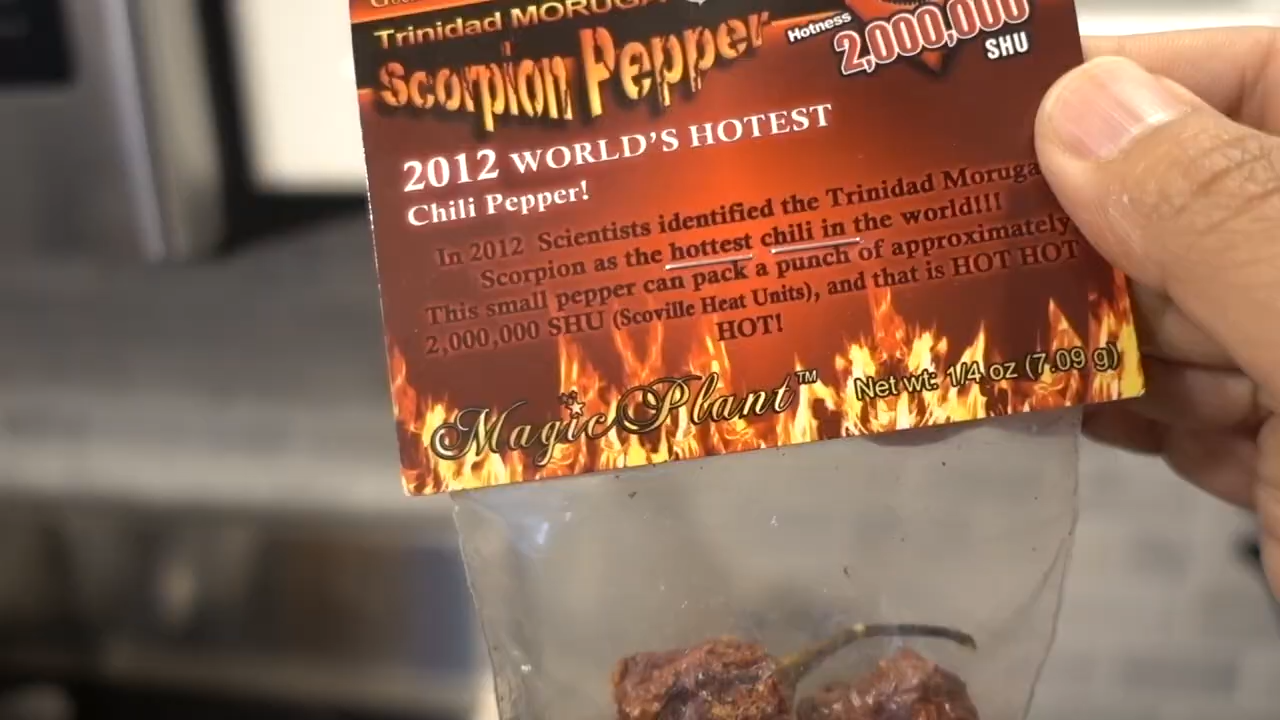 Trinidad MORUGA
Scorpion Pepper
Hotness
2,000,000
SHU
2012 WORLD'S HOTEST
Chili Pepper!
In 2012 Scientists identified the Trinidad Moruga
Scorpion as the hottest chili in the world!!!
This small pepper can pack a punch of approximately
2,000,000 SHU (Scoville Heat Units), and that is HOT HOT
HOT!
MagicPlant™
Net wt: 1/4 oz (7.09 g)